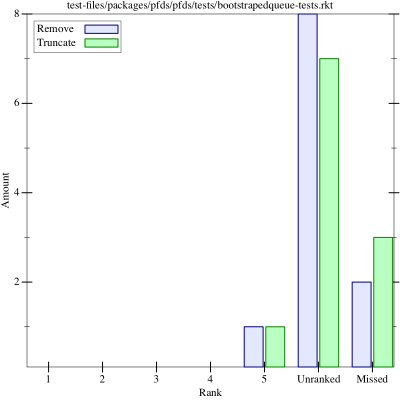 test-files/packages/pfds/pfds/tests/bootstrapedqueue-tests.rkt
Remove
Truncate
8
6
4
2
Amount
1 2 3 4 5 Unranked Missed
Rank